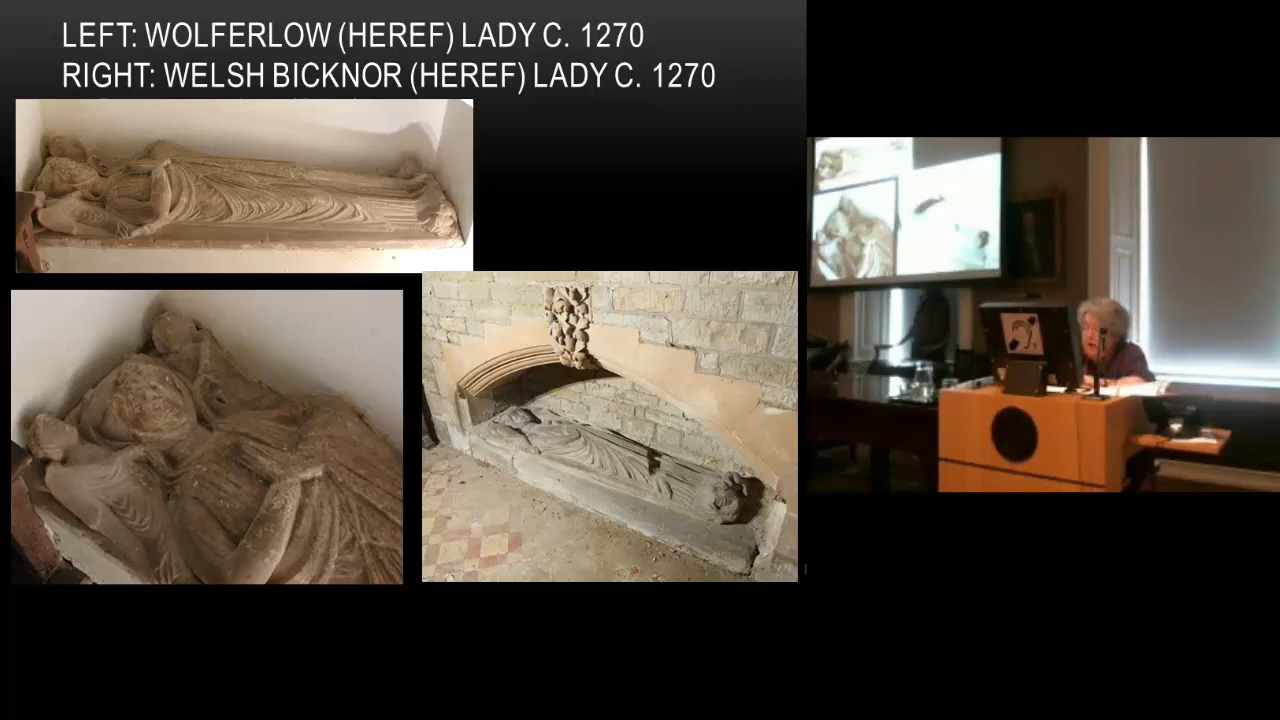 LEFT: WOLFERLOW (HEREF) LADY C. 1270
RIGHT: WELSH BICKNOR (HEREF) LADY C. 1270